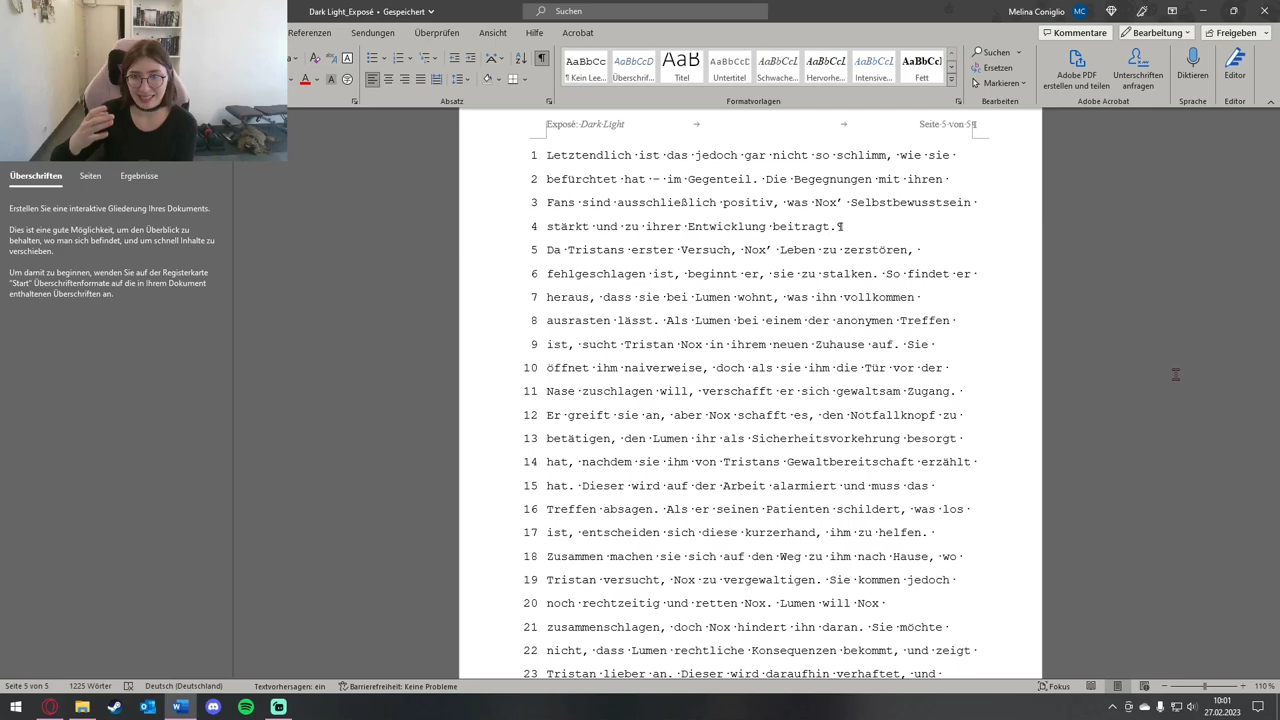 Dark Light_Exposé • Gespeichert
Suchen
Melina Coniglio MC
Referenzen Sendungen Überprüfen Ansicht Hilfe Acrobat
Kommentare Bearbeitung Freigeben
AaBbCc AaBbCcD AaB AaBbCcD AaBbCcL AaBbCcL AaBbCcL AaBbCcI
¶ Kein Lee... Überschrif... Titel Untertitel Schwache... Hervorhe... Intensive... Fett
Suchen
Ersetzen
Markieren
Adobe PDF
erstellen und teilen
Unterschriften
anfragen
Diktieren
Editor
Absatz Formatvorlagen Bearbeiten Adobe Acrobat Sprache Editor
Überschriften Seiten Ergebnisse
Erstellen Sie eine interaktive Gliederung Ihres Dokuments.
Dies ist eine gute Möglichkeit, um den Überblick zu
behalten, wo man sich befindet, und um schnell Inhalte zu
verschieben.
Um damit zu beginnen, wenden Sie auf der Registerkarte
"Start" Überschriftenformate auf die in Ihrem Dokument
enthaltenen Überschriften an.
Exposé:·Dark·Light → → Seite·5·von·5¶
1 Letztendlich·ist·das·jedoch·gar·nicht·so·schlimm,·wie·sie·
2 befürchtet·hat·–·im·Gegenteil.·Die·Begegnungen·mit·ihren·
3 Fans·sind·ausschließlich·positiv,·was·Nox’·Selbstbewusstsein·
4 stärkt·und·zu·ihrer·Entwicklung·beitragt.¶
5 Da·Tristans·erster·Versuch,·Nox’·Leben·zu·zerstören,·
6 fehlgeschlagen·ist,·beginnt·er,·sie·zu·stalken.·So·findet·er·
7 heraus,·dass·sie·bei·Lumen·wohnt,·was·ihn·vollkommen·
8 ausrasten·lässt.·Als·Lumen·bei·einem·der·anonymen·Treffen·
9 ist,·sucht·Tristan·Nox·in·ihrem·neuen·Zuhause·auf.·Sie·
10 öffnet·ihm·naiverweise,·doch·als·sie·ihm·die·Tür·vor·der·
11 Nase·zuschlagen·will,·verschafft·er·sich·gewaltsam·Zugang.·
12 Er·greift·sie·an,·aber·Nox·schafft·es,·den·Notfallknopf·zu·
13 betätigen,·den·Lumen·ihr·als·Sicherheitsvorkehrung·besorgt·
14 hat,·nachdem·sie·ihm·von·Tristans·Gewaltbereitschaft·erzählt·
15 hat.·Dieser·wird·auf·der·Arbeit·alarmiert·und·muss·das·
16 Treffen·absagen.·Als·er·seinen·Patienten·schildert,·was·los·
17 ist,·entscheiden·sich·diese·kurzerhand,·ihm·zu·helfen.·
18 Zusammen·machen·sie·sich·auf·den·Weg·zu·ihm·nach·Hause,·wo·
19 Tristan·versucht,·Nox·zu·vergewaltigen.·Sie·kommen·jedoch·
20 noch·rechtzeitig·und·retten·Nox.·Lumen·will·Nox·
21 zusammenschlagen,·doch·Nox·hindert·ihn·daran.·Sie·möchte·
22 nicht,·dass·Lumen·rechtliche·Konsequenzen·bekommt,·und·zeigt·
23 Tristan·lieber·an.·Dieser·wird·daraufhin·verhaftet,·und·
Seite 5 von 5 1225 Wörter Deutsch (Deutschland) Textvorhersagen: ein Barrierefreiheit: Keine Probleme Fokus 110 %
10:01
27.02.2023